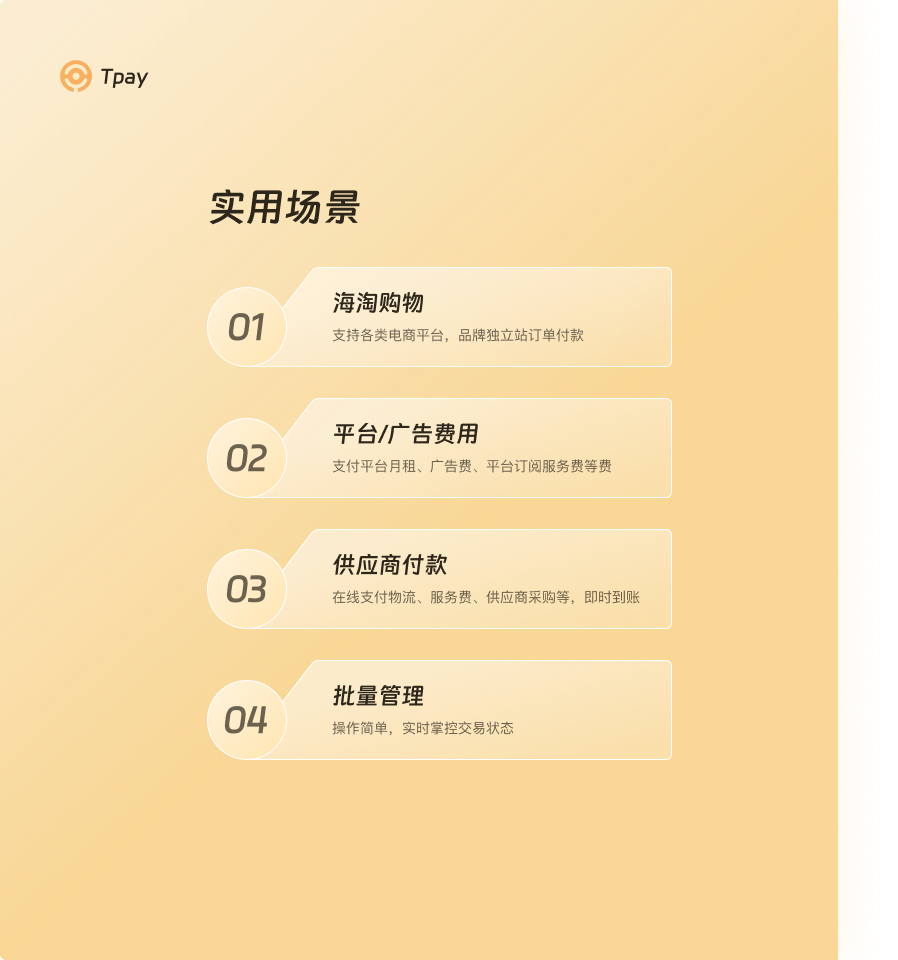 Tpay
实用场景
01
海淘购物
支持各类电商平台，品牌独立站订单付款
02
平台/广告费用
支付平台月租、广告费、平台订阅服务费等费
03
供应商付款
在线支付物流、服务费、供应商采购等，即时到账
04
批量管理
操作简单，实时掌控交易状态